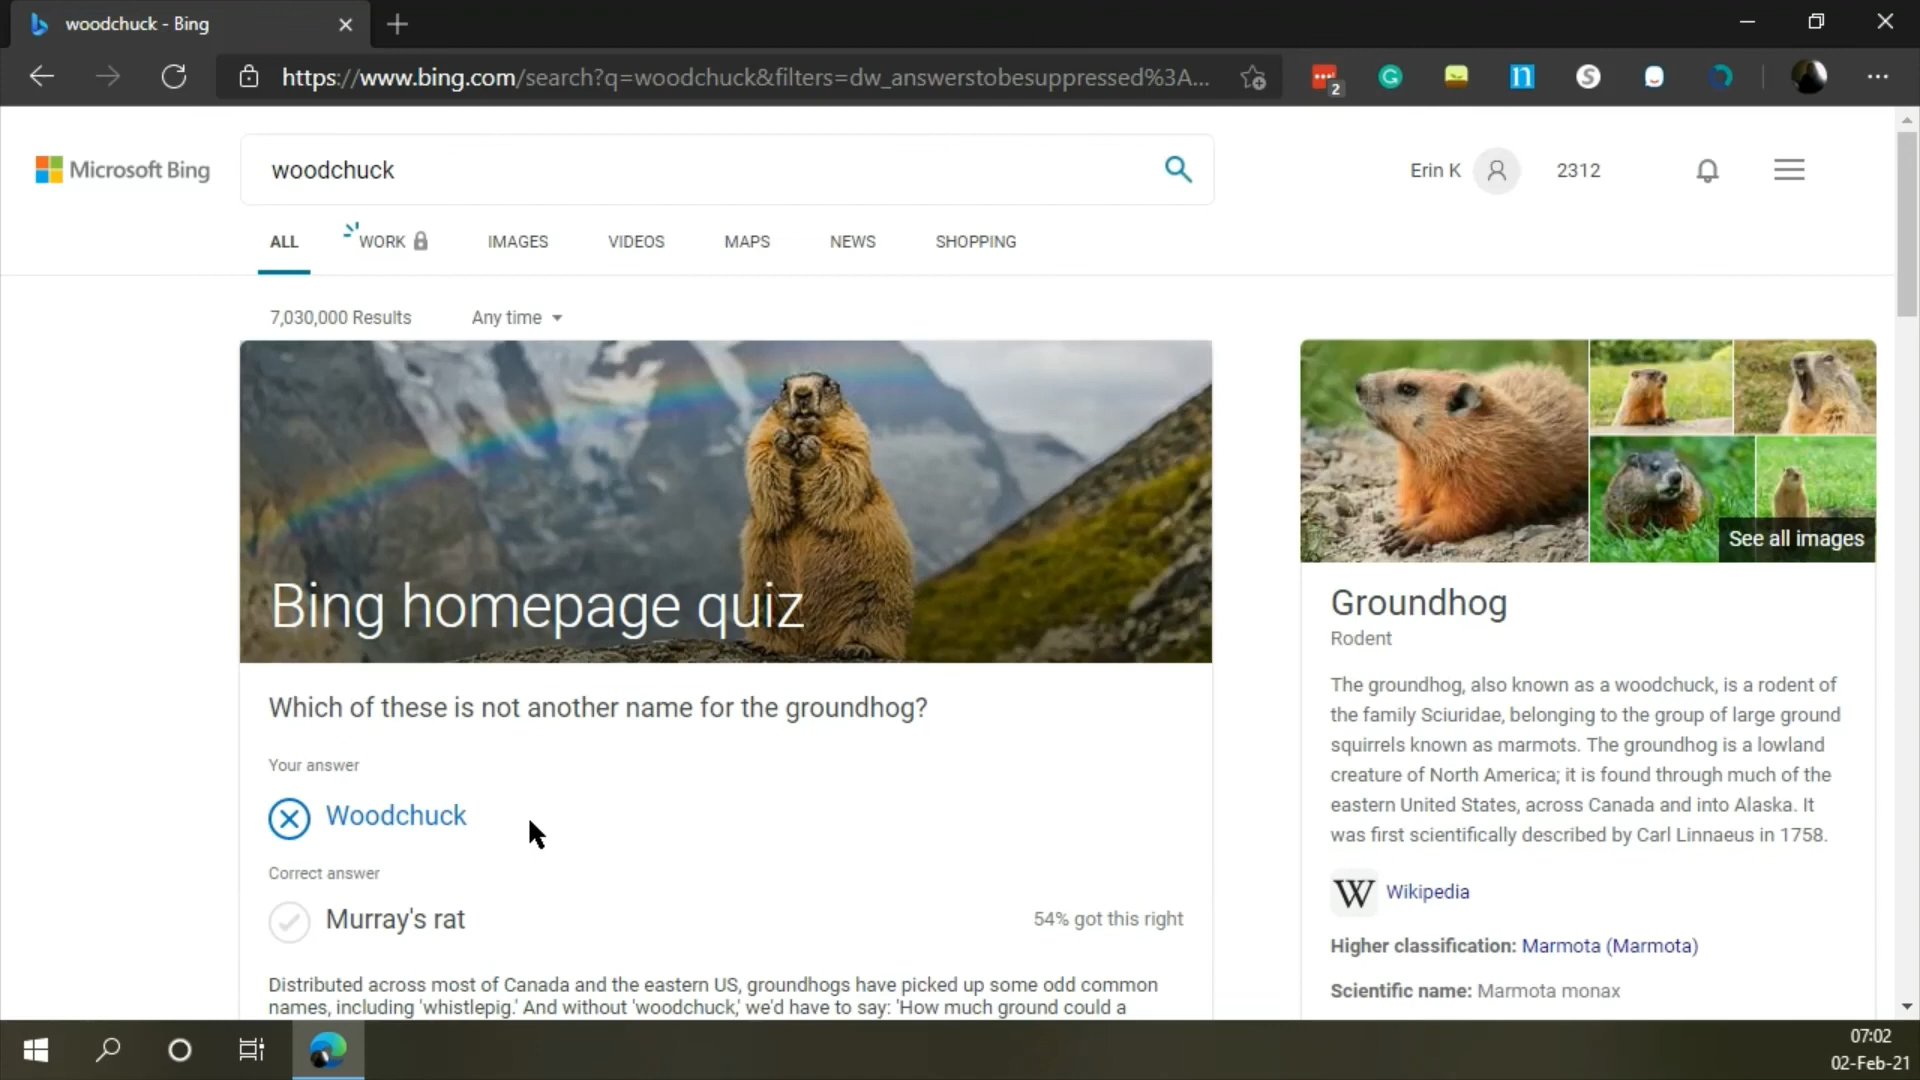 woodchuck - Bing
https://www.bing.com/search?q=woodchuck&filters=dw_answerstobesuppressed%3A...
2
Microsoft Bing
woodchuck
Erin K
2312
ALL
WORK
IMAGES
VIDEOS
MAPS
NEWS
SHOPPING
7,030,000 Results
Any time
Bing homepage quiz
Which of these is not another name for the groundhog?
Your answer
Woodchuck
Correct answer
Murray's rat
54% got this right
Distributed across most of Canada and the eastern US, groundhogs have picked up some odd common
names, including 'whistlepig.' And without 'woodchuck,' we'd have to say: 'How much ground could a
See all images
Groundhog
Rodent
The groundhog, also known as a woodchuck, is a rodent of
the family Sciuridae, belonging to the group of large ground
squirrels known as marmots. The groundhog is a lowland
creature of North America; it is found through much of the
eastern United States, across Canada and into Alaska. It
was first scientifically described by Carl Linnaeus in 1758.
W Wikipedia
Higher classification: Marmota (Marmota)
Scientific name: Marmota monax
07:02
02-Feb-21